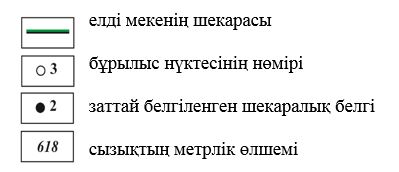 елді мекенің шекарасы
3 бұрылыс нүктесінің нөмірі
2 заттай белгіленген шекаралық белгі
618 сызықтың метрлік өлшемі